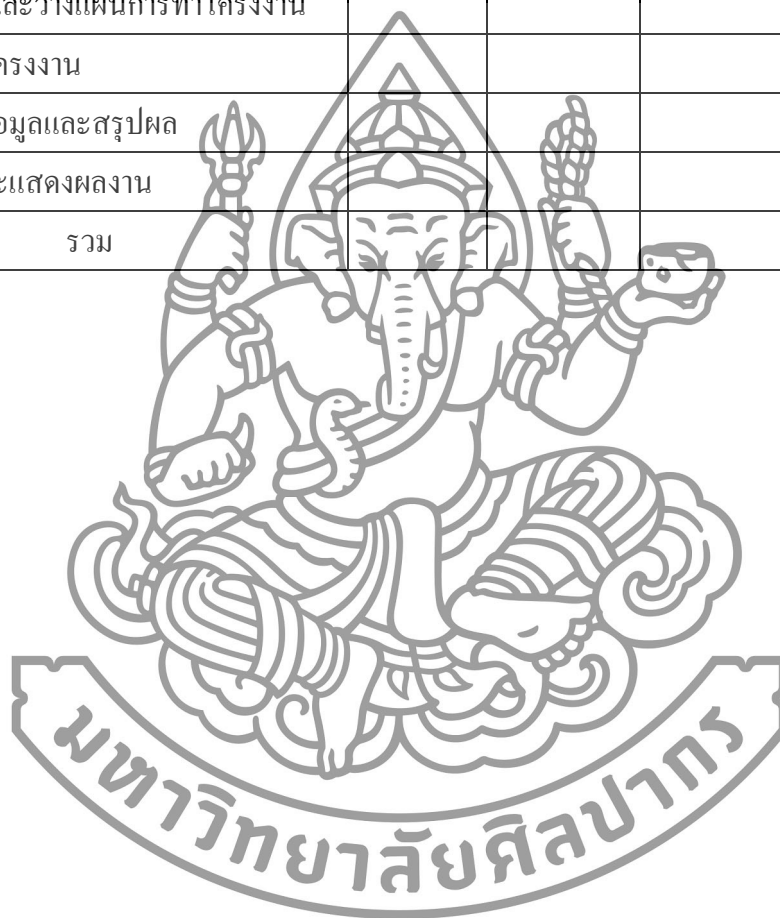 ละวางแผนการทำโครงงาน
ครงงาน
อมูลและสรุปผล
ะแสดงผลงาน
รวม
มหาวิทยาลัยศิลปากร